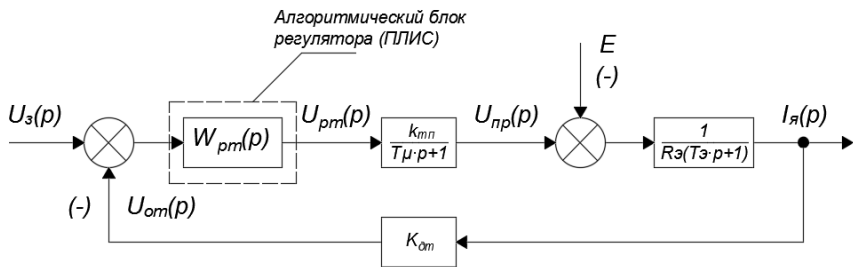 Алгоритмический блок
регулятора (ПЛИС)
E
(-)
Uз(p)
Wрт(p)
Uрт(p)
kтп
Tμ·p+1
Uпр(p)
1
Rэ(Tэ·p+1)
Iя(p)
(-)
Uот(p)
Kдт